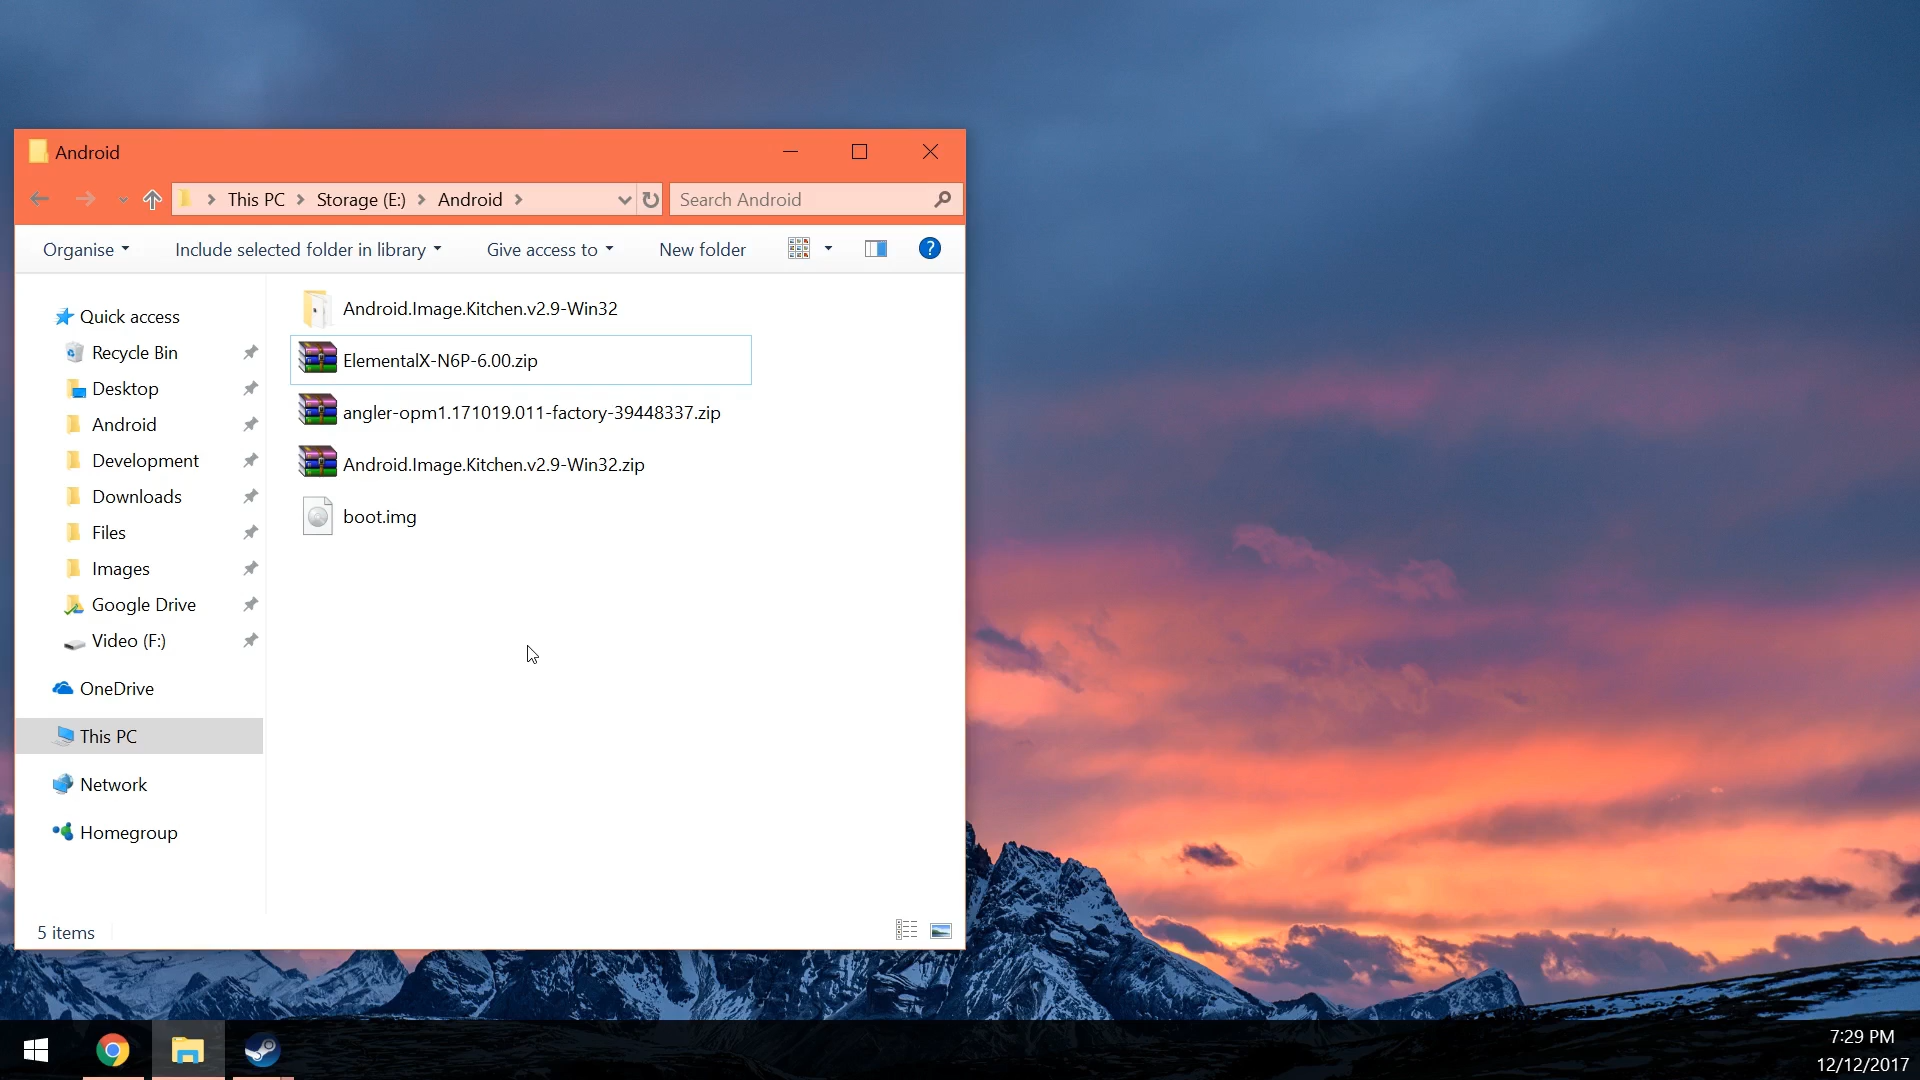 Android
This PC Storage (E:) Android
Search Android
Organise Include selected folder in library Give access to New folder ?
Quick access
Recycle Bin
Desktop
Android
Development
Downloads
Files
Images
Google Drive
Video (F:)
OneDrive
This PC
Network
Homegroup
Android.Image.Kitchen.v2.9-Win32
ElementalX-N6P-6.00.zip
angler-opm1.171019.011-factory-39448337.zip
Android.Image.Kitchen.v2.9-Win32.zip
boot.img
5 items
7:29 PM
12/12/2017